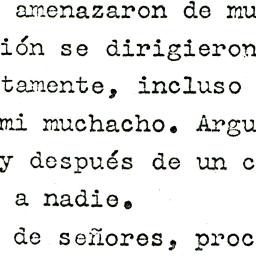 amenazaron de mu
ión se dirigieron
tamente, incluso
mi muchacho. Argu
y después de un c
a nadie.
de señores, proc